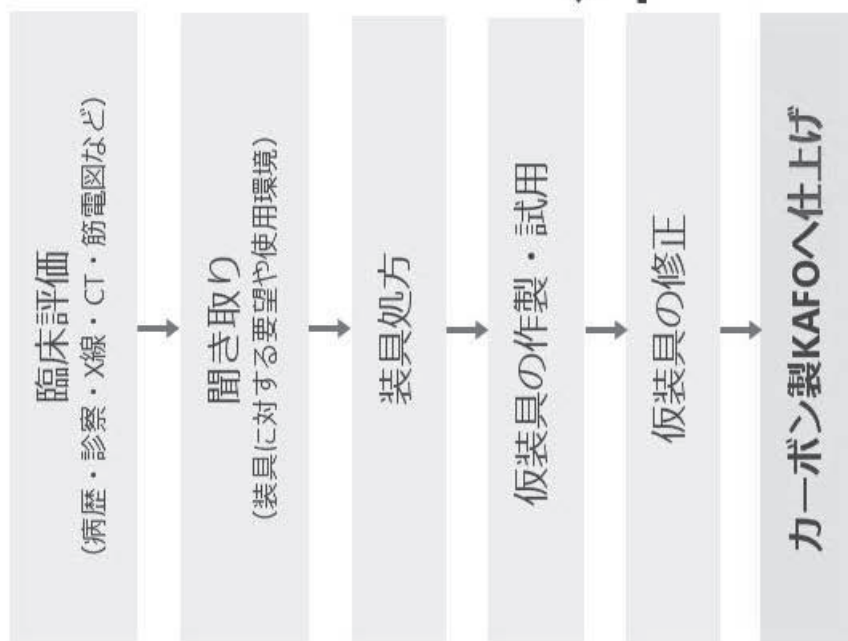 臨床評価
（病歴・診察・X線・CT・筋電図など）
聞き取り
（装具に対する要望や使用環境）
装具処方
仮装具の作製・試用
仮装具の修正
カーボン製KAFOへ仕上げ